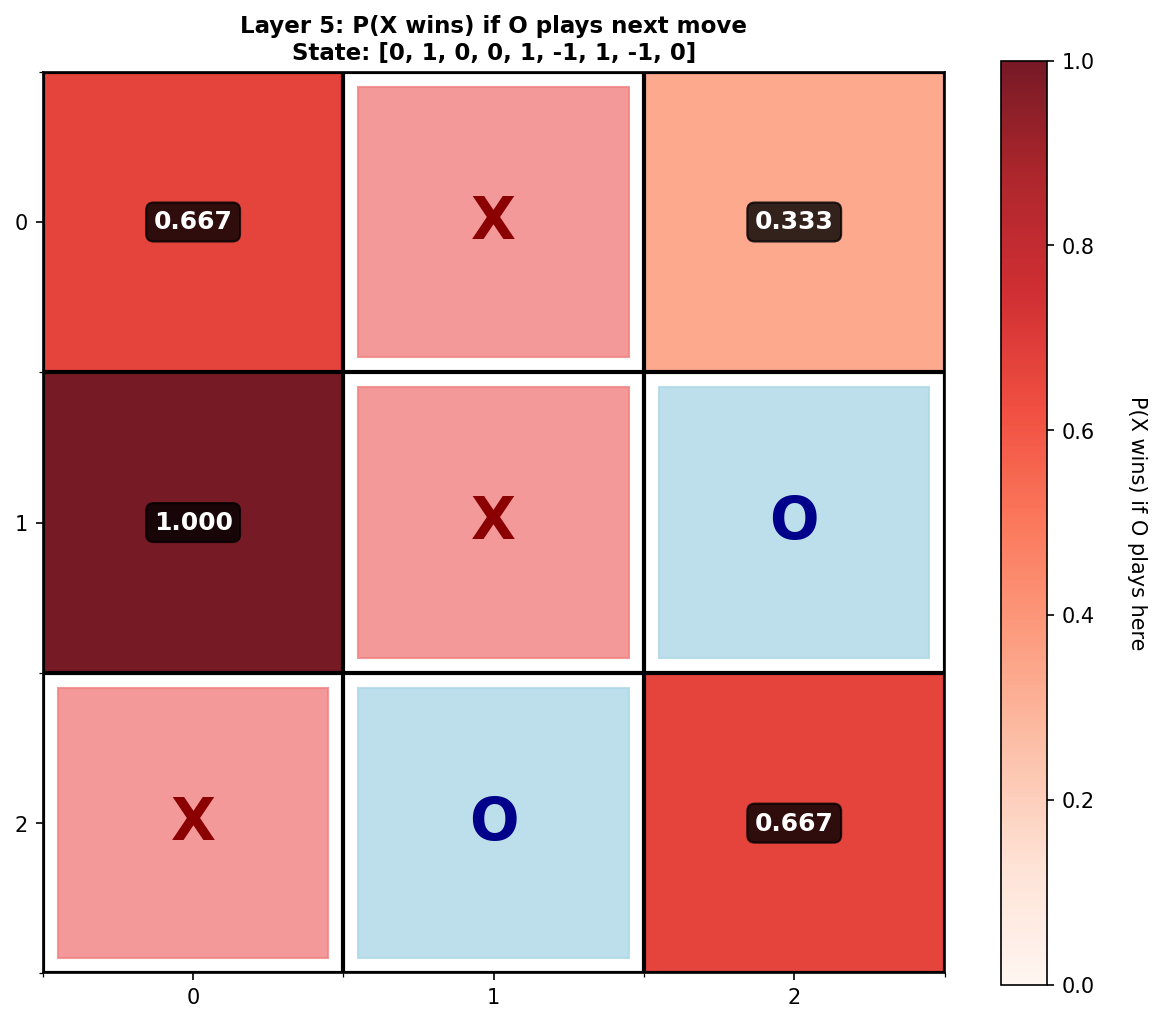 Layer 5: P(X wins) if O plays next move
State: [0, 1, 0, 0, 1, -1, 1, -1, 0]
0
0.667
X
0.333
1
1.000
X
O
2
X
O
0.667
0
1
2
1.0
0.8
0.6
0.4
0.2
0.0
P(X wins) if O plays here